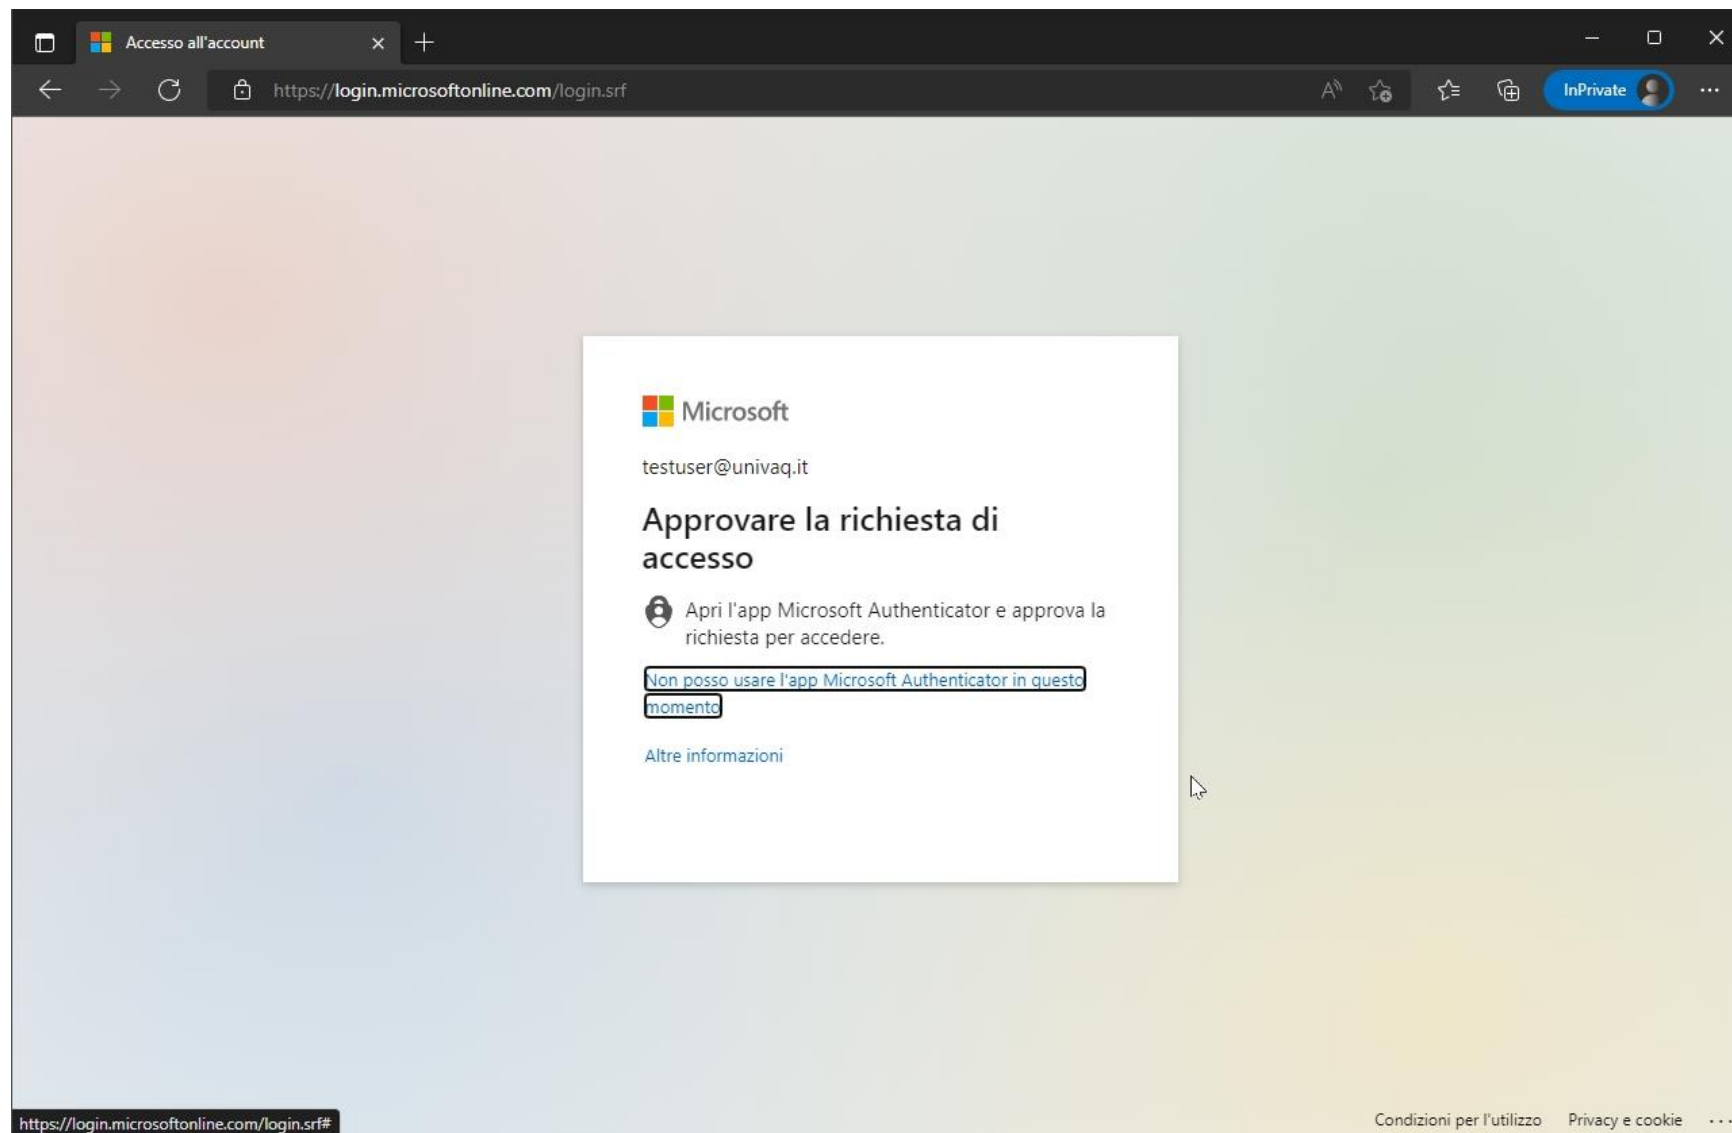 Accesso all'account
https://login.microsoftonline.com/login.srf
InPrivate
Microsoft
testuser@univaq.it
Approvare la richiesta di
accesso
Apri l'app Microsoft Authenticator e approva la
richiesta per accedere.
Non posso usare l'app Microsoft Authenticator in questo
momento
Altre informazioni
https://login.microsoftonline.com/login.srf#
Condizioni per l'utilizzo Privacy e cookie ...